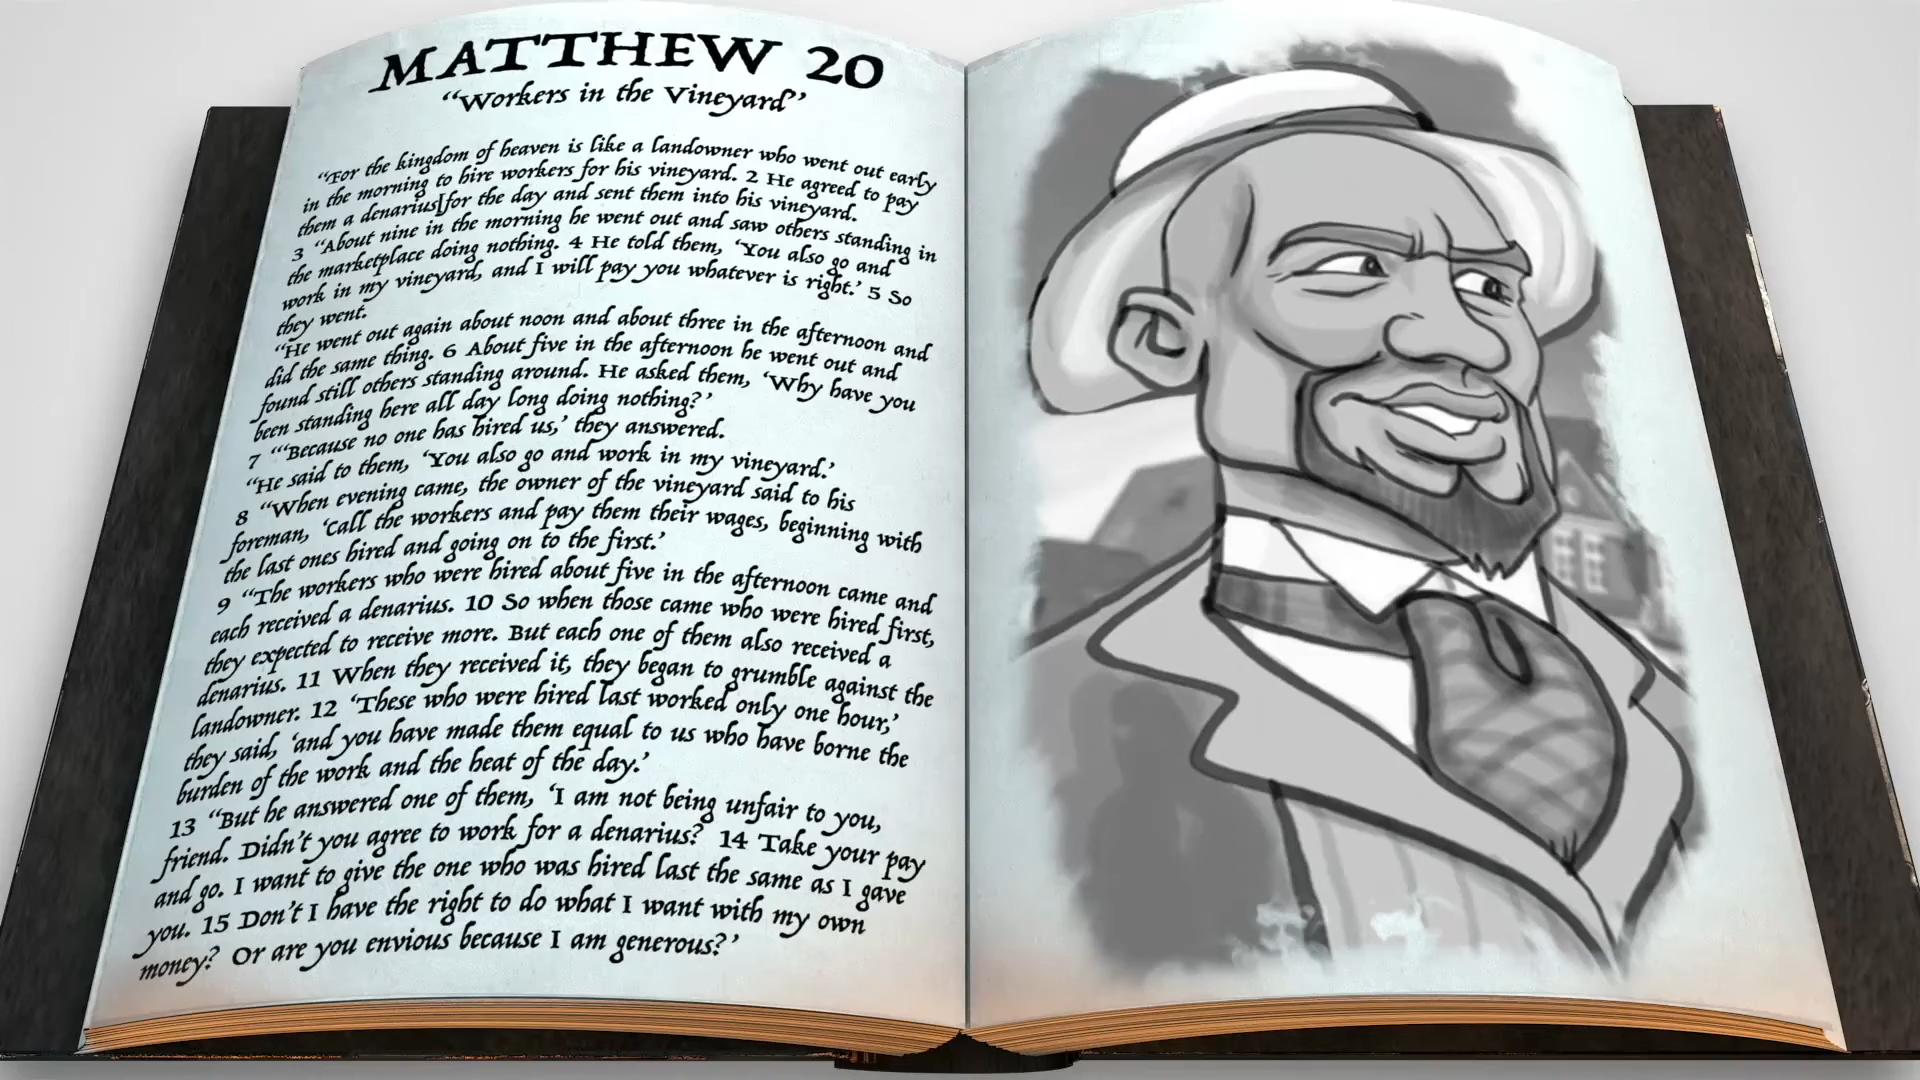 MATTHEW 20
“Workers in the Vineyard”
“For the kingdom of heaven is like a landowner who went out early
in the morning to hire workers for his vineyard. 2 He agreed to pay
them a denarius[for the day and sent them into his vineyard.
3 “About nine in the morning he went out and saw others standing in
the marketplace doing nothing. 4 He told them, ‘You also go and
work in my vineyard, and I will pay you whatever is right.’ 5 So
they went.
“He went out again about noon and about three in the afternoon and
did the same thing. 6 About five in the afternoon he went out and
found still others standing around. He asked them, ‘Why have you
been standing here all day long doing nothing?’
7 “‘Because no one has hired us,’ they answered.
“He said to them, ‘You also go and work in my vineyard.’
8 “When evening came, the owner of the vineyard said to his
foreman, ‘Call the workers and pay them their wages, beginning with
the last ones hired and going on to the first.’
9 “The workers who were hired about five in the afternoon came and
each received a denarius. 10 So when those came who were hired first,
they expected to receive more. But each one of them also received a
denarius. 11 When they received it, they began to grumble against the
landowner. 12 ‘These who were hired last worked only one hour,’
they said, ‘and you have made them equal to us who have borne the
burden of the work and the heat of the day.’
13 “But he answered one of them, ‘I am not being unfair to you,
friend. Didn’t you agree to work for a denarius? 14 Take your pay
and go. I want to give the one who was hired last the same as I gave
you. 15 Don’t I have the right to do what I want with my own
money? Or are you envious because I am generous?’